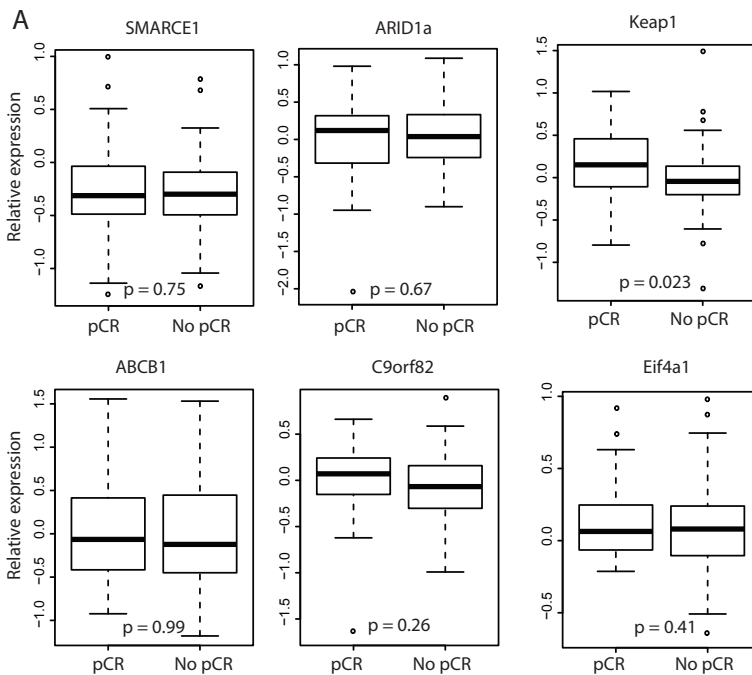 A
SMARCE1
ARID1a
Keap1
Relative expression
1.0
0.5
0.0
−0.5
−1.0
p = 0.75
pCR
No pCR
1.0
0.5
0.0
−0.5
−1.0
−1.5
−2.0
p = 0.67
pCR
No pCR
1.5
1.0
0.5
0.0
−0.5
−1.0
p = 0.023
pCR
No pCR
ABCB1
C9orf82
Eif4a1
Relative expression
1.5
1.0
0.5
0.0
−0.5
−1.0
p = 0.99
pCR
No pCR
0.5
0.0
−0.5
−1.0
−1.5
p = 0.26
pCR
No pCR
1.0
0.5
0.0
−0.5
p = 0.41
pCR
No pCR